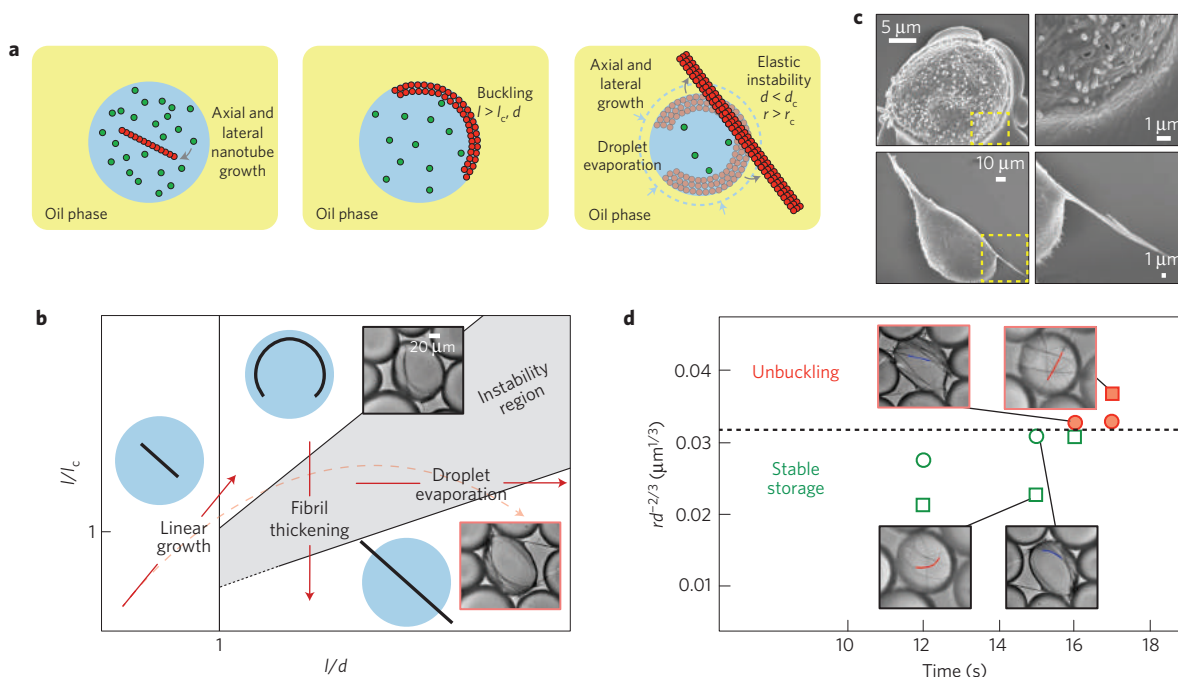 a
Axial and
lateral
nanotube
growth
Oil phase
Buckling
l > lc, d
Oil phase
Axial and
lateral
growth
Elastic
instability
d < dc
r > rc
Droplet
evaporation
Oil phase
c
5 μm
1 μm
10 μm
1 μm
b
l/lc
1
20 μm
Instability
region
Linear
growth
Fibril
thickening
Droplet
evaporation
1
l/d
d
rd−2/3 (μm1/3)
0.04
0.03
0.02
0.01
Unbuckling
Stable
storage
10
12
14
16
18
Time (s)